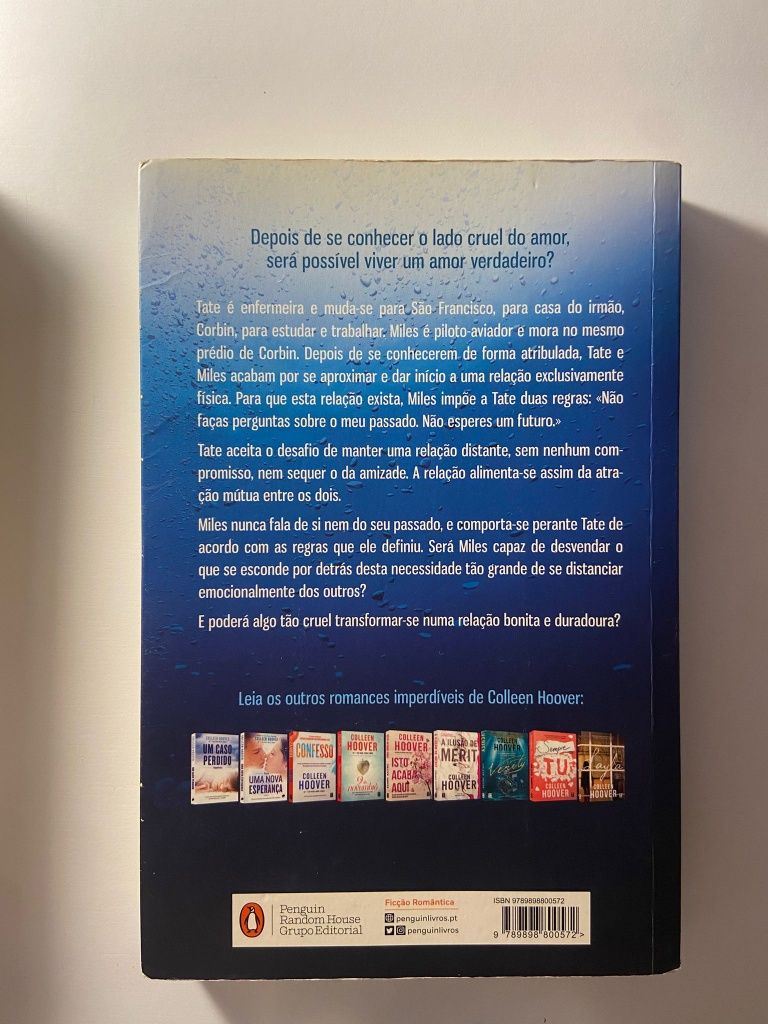 Depois de se conhecer o lado cruel do amor,
será possível viver um amor verdadeiro?
Tate é enfermeira e muda-se para São Francisco, para casa do irmão,
Corbin, para estudar e trabalhar. Miles é piloto-aviador e mora no mesmo
prédio de Corbin. Depois de se conhecerem de forma atribulada, Tate e
Miles acabam por se aproximar e dar início a uma relação exclusivamente
física. Para que esta relação exista, Miles impõe a Tate duas regras: «Não
faças perguntas sobre o meu passado. Não esperes um futuro.»
Tate aceita o desafio de manter uma relação distante, sem nenhum com-
promisso, nem sequer o da amizade. A relação alimenta-se assim da atra-
ção mútua entre os dois.
Miles nunca fala de si nem do seu passado, e comporta-se perante Tate de
acordo com as regras que ele definiu. Será Miles capaz de desvendar o
que se esconde por detrás desta necessidade tão grande de se distanciar
emocionalmente dos outros?
E poderá algo tão cruel transformar-se numa relação bonita e duradoura?
Leia os outros romances imperdíveis de Colleen Hoover:
COLLEEN HOOVER
UM CASO
PERDIDO
COLLEEN HOOVER
UMA NOVA
ESPERANÇA
CONFESSO
COLLEEN
HOOVER
COLLEEN
HOOVER
9 de
novembro
COLLEEN
HOOVER
ISTO
ACABA
AQUI
A ILUSÃO DE
MERIT
COLLEEN
HOOVER
COLLEEN
HOOVER
Verity
Sempre
TU
COLLEEN
HOOVER
Layla
COLLEEN
HOOVER
Penguin
Random House
Grupo Editorial
Ficção Romântica
penguinlivros.pt
penguinlivros
ISBN 9789898800572
9 789898 800572 >